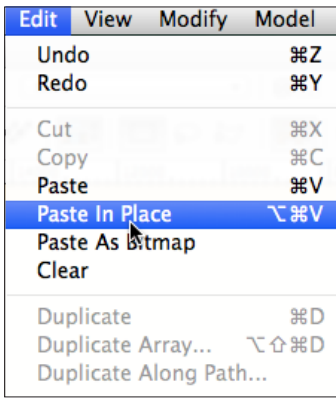 Edit View Modify Model
Undo ⌘Z
Redo ⌘Y
Cut ⌘X
Copy ⌘C
Paste ⌘V
Paste In Place ⌥⌘V
Paste As Bitmap
Clear
Duplicate ⌘D
Duplicate Array... ⌥⇧⌘D
Duplicate Along Path...